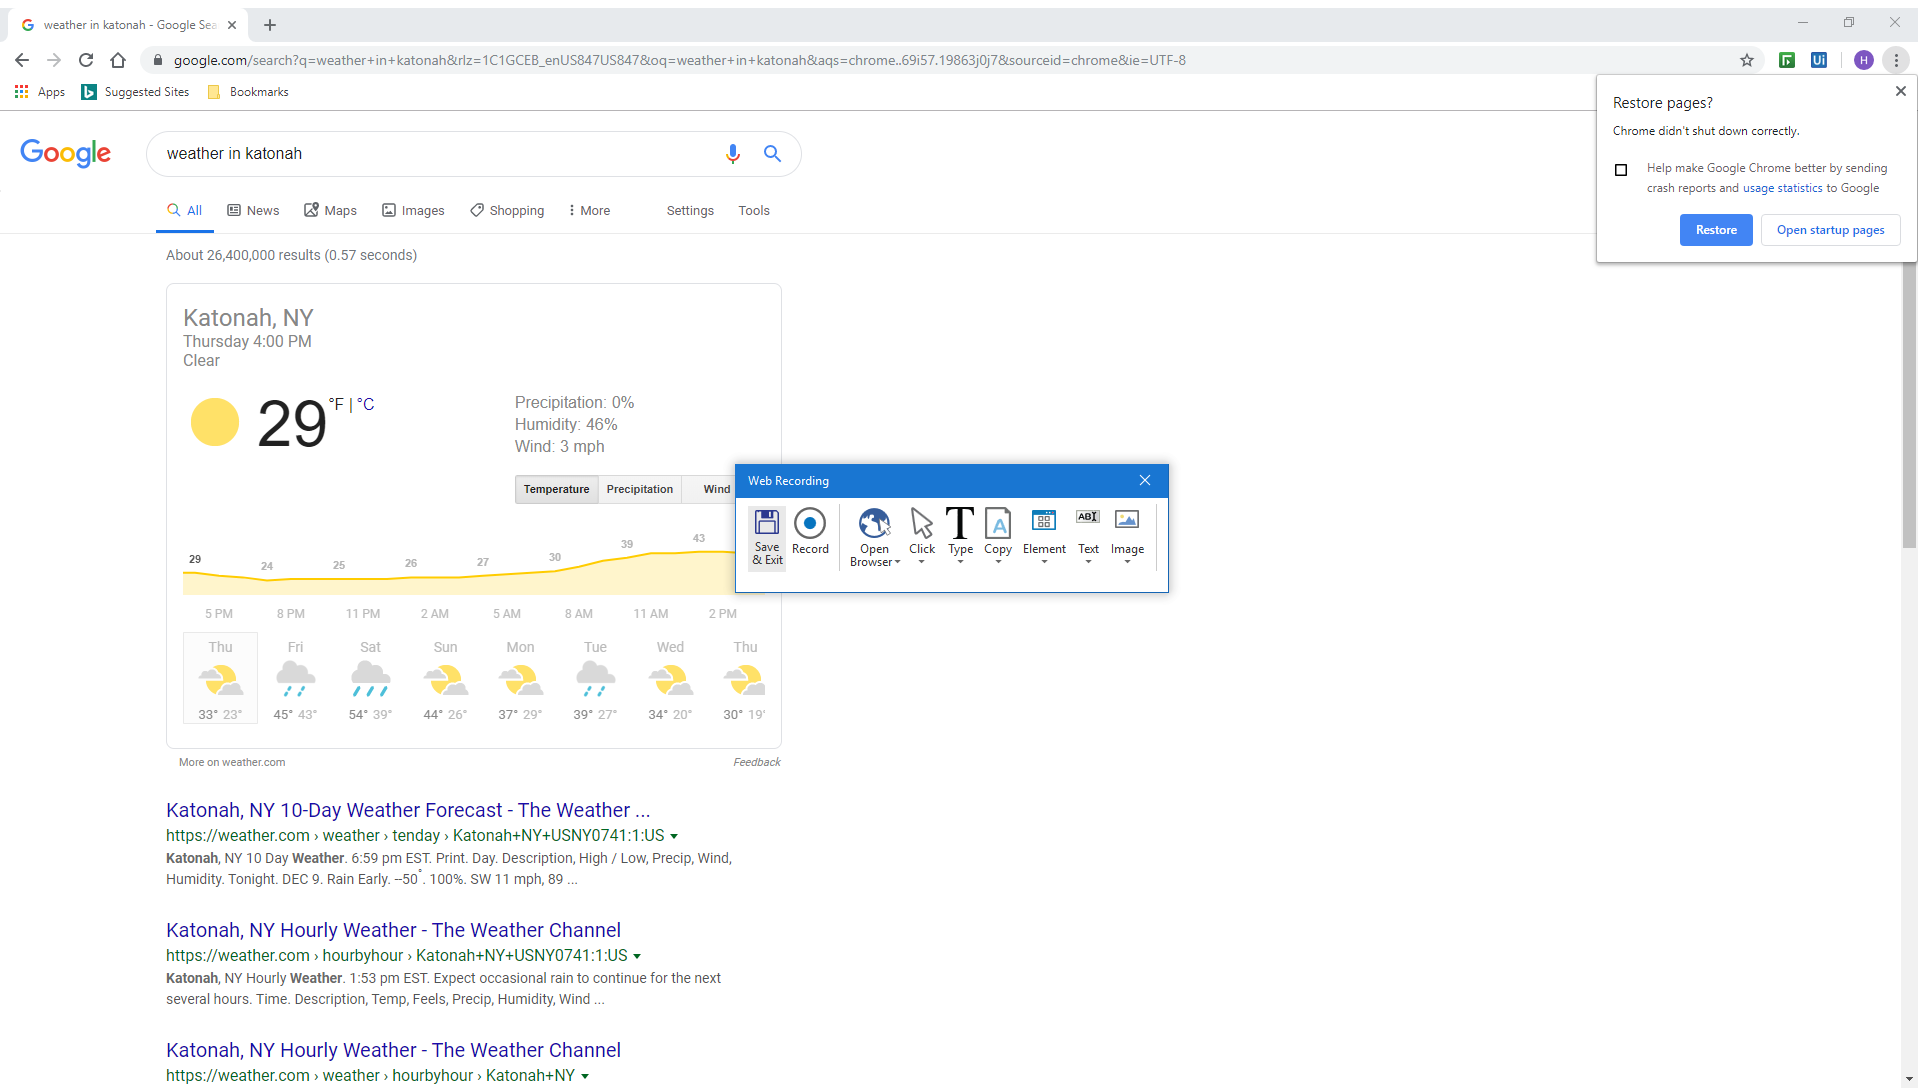 weather in katonah - Google Sea
google.com/search?q=weather+in+katonah&rlz=1C1GCEB_enUS847US847&oq=weather+in+katonah&aqs=chrome..69i57.19863j0j7&sourceid=chrome&ie=UTF-8
Ui
H
Apps
Suggested Sites
Bookmarks
Restore pages?
Chrome didn't shut down correctly.
Help make Google Chrome better by sending
crash reports and usage statistics to Google
Restore
Open startup pages
Google
weather in katonah
All
News
Maps
Images
Shopping
More
Settings
Tools
About 26,400,000 results (0.57 seconds)
Katonah, NY
Thursday 4:00 PM
Clear
29 °F | °C
Precipitation: 0%
Humidity: 46%
Wind: 3 mph
Temperature
Precipitation
Wind
Web Recording
Save
& Exit
Record
Open
Browser
Click
Type
Copy
Element
ABI
Text
Image
29 24 25 26 27 30 39 43
5 PM 8 PM 11 PM 2 AM 5 AM 8 AM 11 AM 2 PM
Thu Fri Sat Sun Mon Tue Wed Thu
33° 23° 45° 43° 54° 39° 44° 26° 37° 29° 39° 27° 34° 20° 30° 19°
More on weather.com
Feedback
Katonah, NY 10-Day Weather Forecast - The Weather ...
https://weather.com › weather › tenday › Katonah+NY+USNY0741:1:US
Katonah, NY 10 Day Weather. 6:59 pm EST. Print. Day. Description, High / Low, Precip, Wind,
Humidity. Tonight. DEC 9. Rain Early. --50°. 100%. SW 11 mph, 89 ...
Katonah, NY Hourly Weather - The Weather Channel
https://weather.com › hourbyhour › Katonah+NY+USNY0741:1:US
Katonah, NY Hourly Weather. 1:53 pm EST. Expect occasional rain to continue for the next
several hours. Time. Description, Temp, Feels, Precip, Humidity, Wind ...
Katonah, NY Hourly Weather - The Weather Channel
https://weather.com › weather › hourbyhour › Katonah+NY